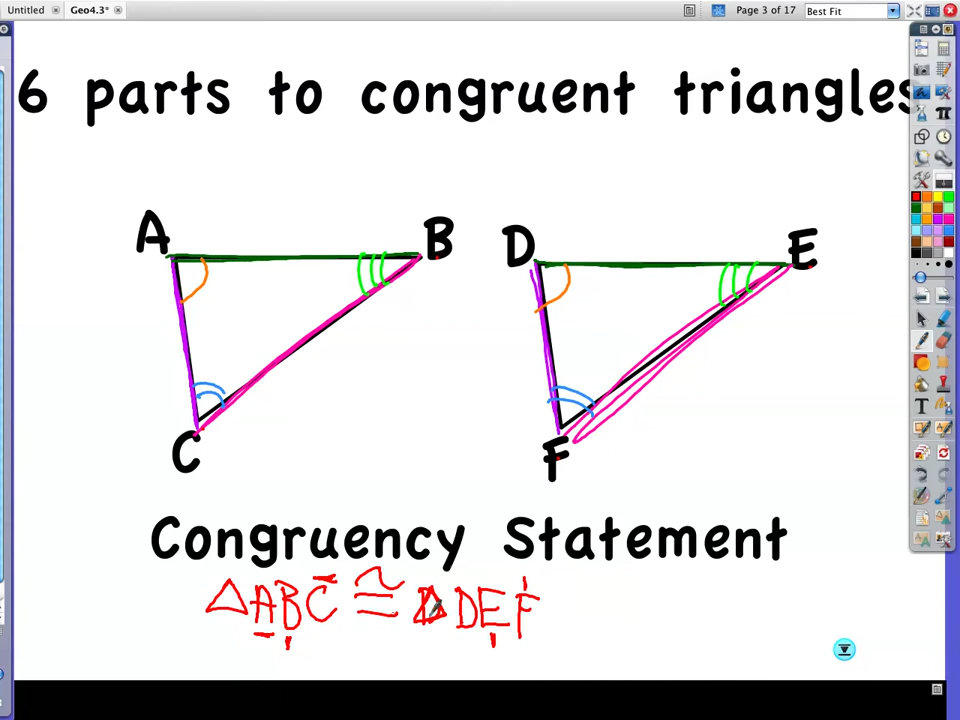 Untitled Geo4.3* Page 3 of 17 Best Fit
6 parts to congruent triangles
A B D E
C F
Congruency Statement
△ABC ≅ △DEF
T